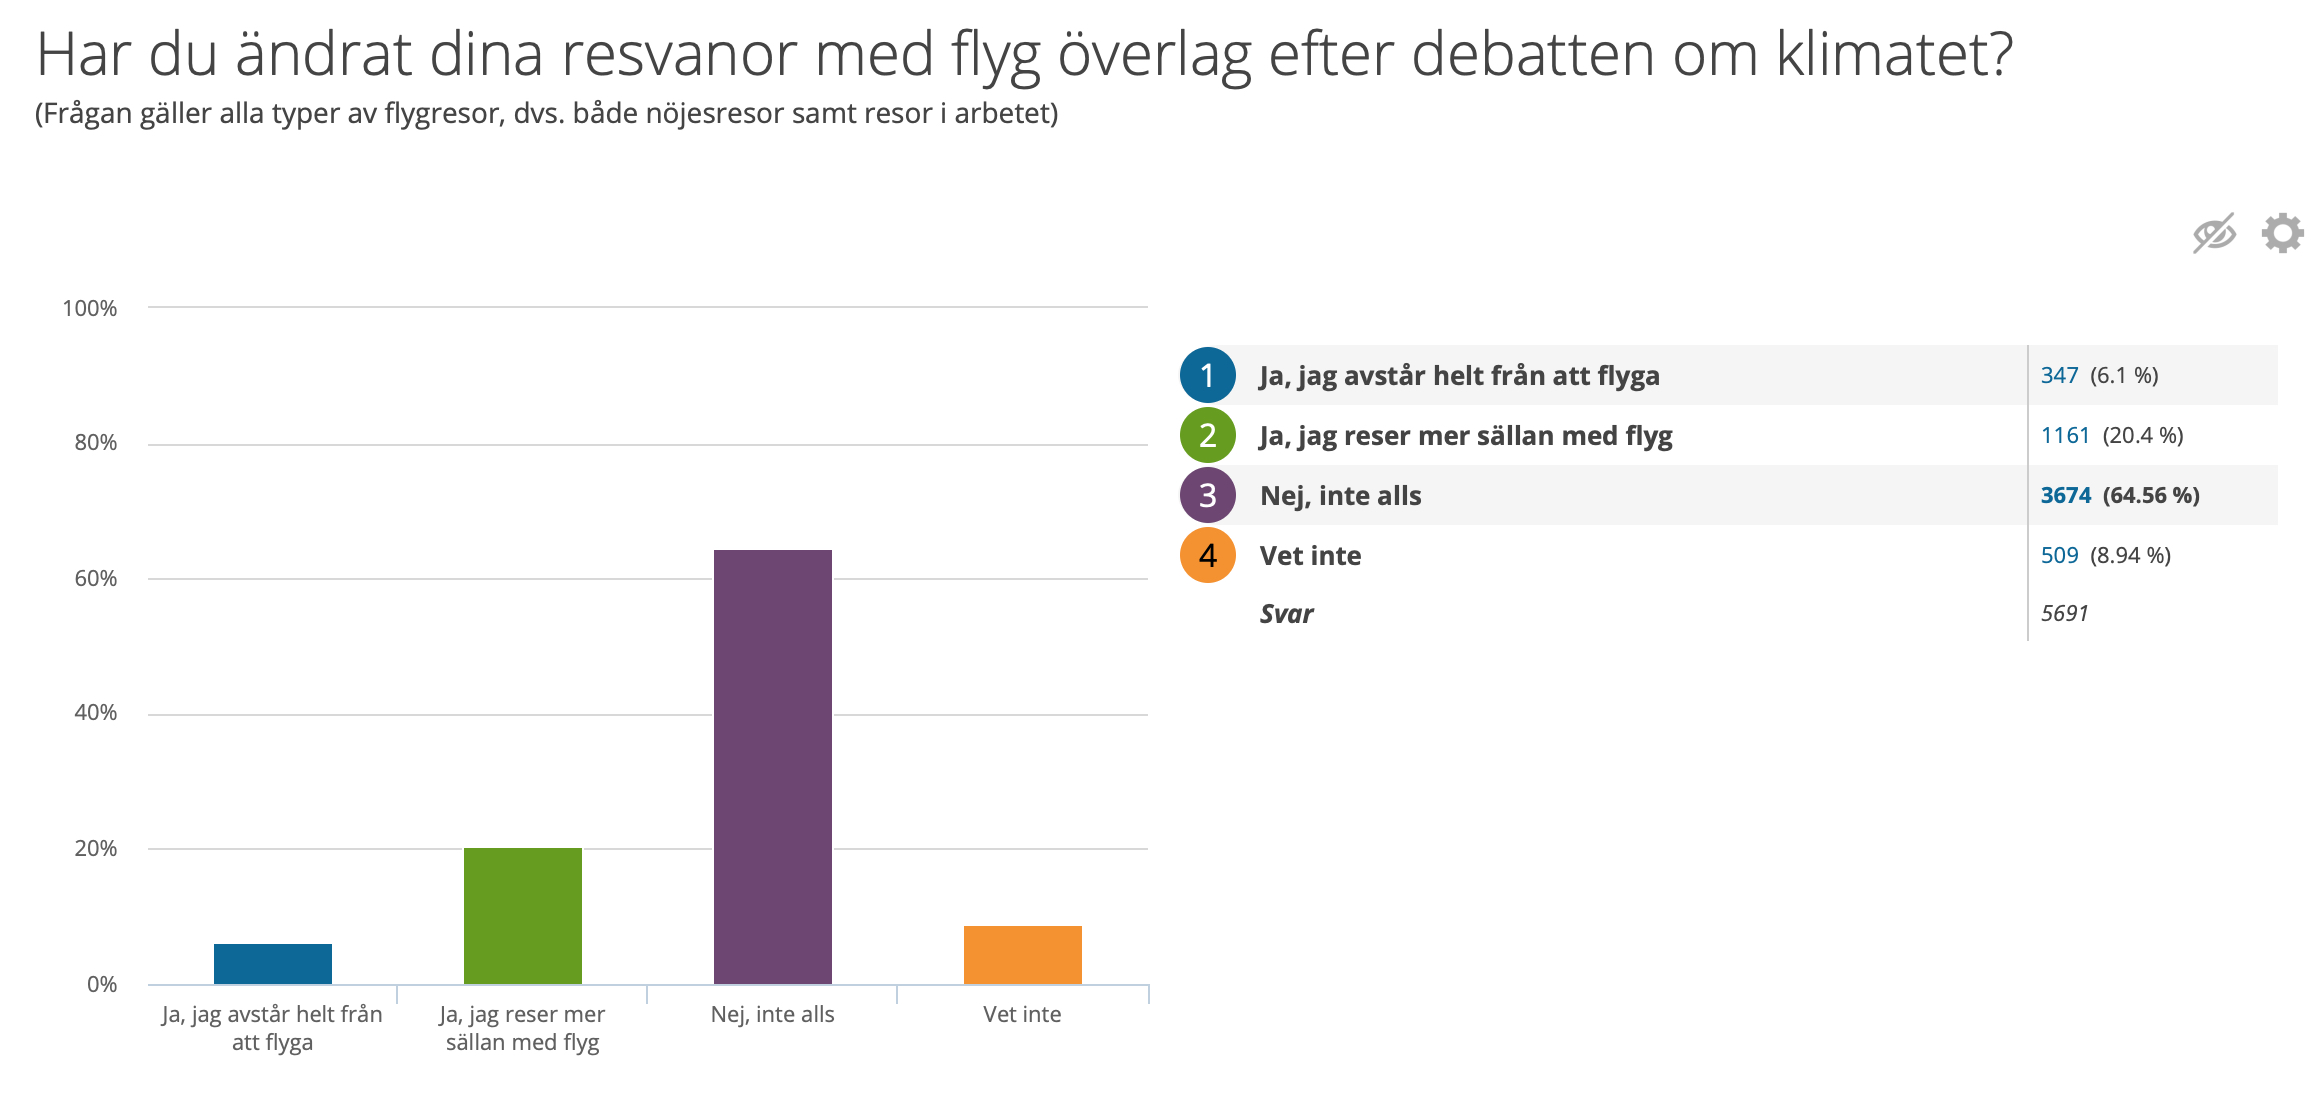 Har du ändrat dina resvanor med flyg överlag efter debatten om klimatet?
(Frågan gäller alla typer av flygresor, dvs. både nöjesresor samt resor i arbetet)
100%
80%
60%
40%
20%
0%
Ja, jag avstår helt från
att flyga
Ja, jag reser mer
sällan med flyg
Nej, inte alls
Vet inte
1 Ja, jag avstår helt från att flyga 347 (6.1 %)
2 Ja, jag reser mer sällan med flyg 1161 (20.4 %)
3 Nej, inte alls 3674 (64.56 %)
4 Vet inte 509 (8.94 %)
Svar 5691